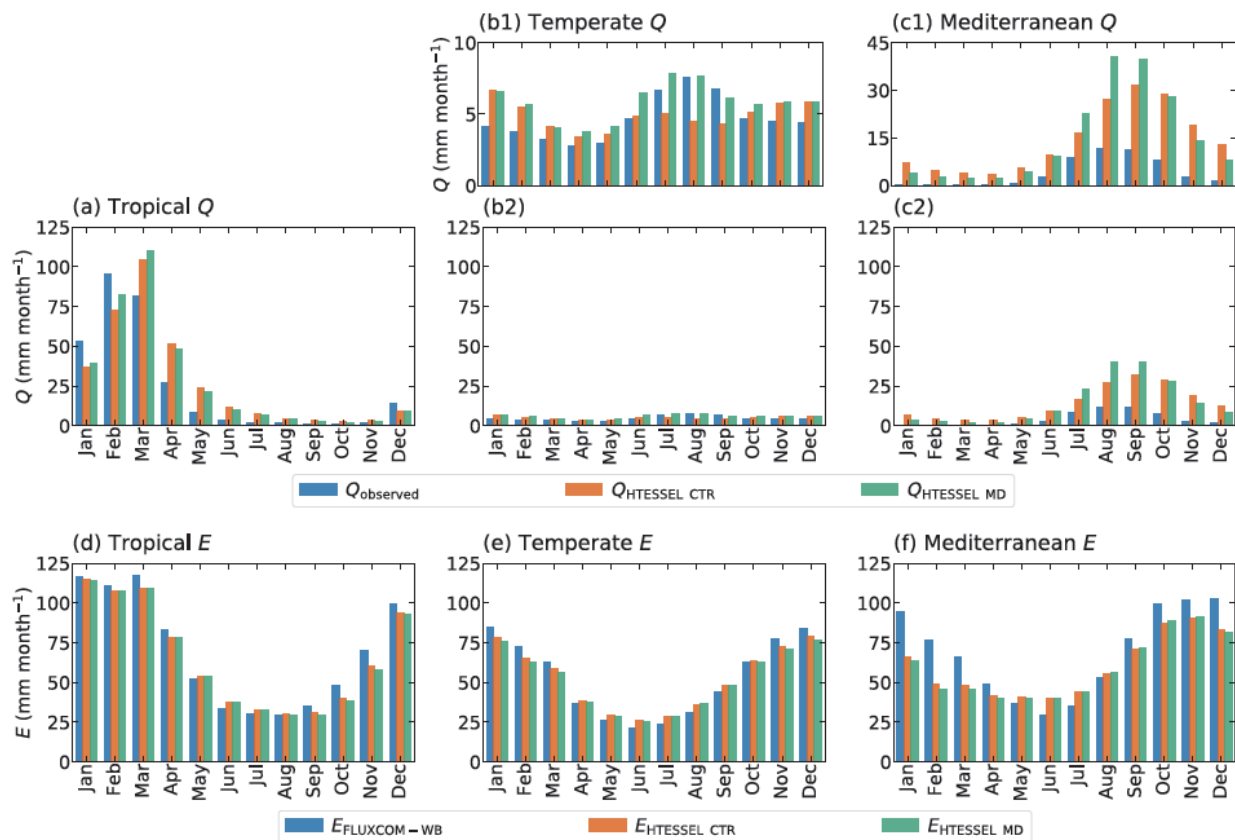 (b1) Temperate Q
(c1) Mediterranean Q
10
5
0
Q (mm month⁻¹)
45
30
15
0
(a) Tropical Q
(b2)
(c2)
125
100
75
50
25
0
Q (mm month⁻¹)
125
100
75
50
25
0
125
100
75
50
25
0
Jan Feb Mar Apr May Jun Jul Aug Sep Oct Nov Dec
Jan Feb Mar Apr May Jun Jul Aug Sep Oct Nov Dec
Jan Feb Mar Apr May Jun Jul Aug Sep Oct Nov Dec
Qobserved QHTESSEL CTR QHTESSEL MD
(d) Tropical E
(e) Temperate E
(f) Mediterranean E
125
100
75
50
25
0
E (mm month⁻¹)
125
100
75
50
25
0
125
100
75
50
25
0
Jan Feb Mar Apr May Jun Jul Aug Sep Oct Nov Dec
Jan Feb Mar Apr May Jun Jul Aug Sep Oct Nov Dec
Jan Feb Mar Apr May Jun Jul Aug Sep Oct Nov Dec
EFLUXCOM−WB EHTESSEL CTR EHTESSEL MD